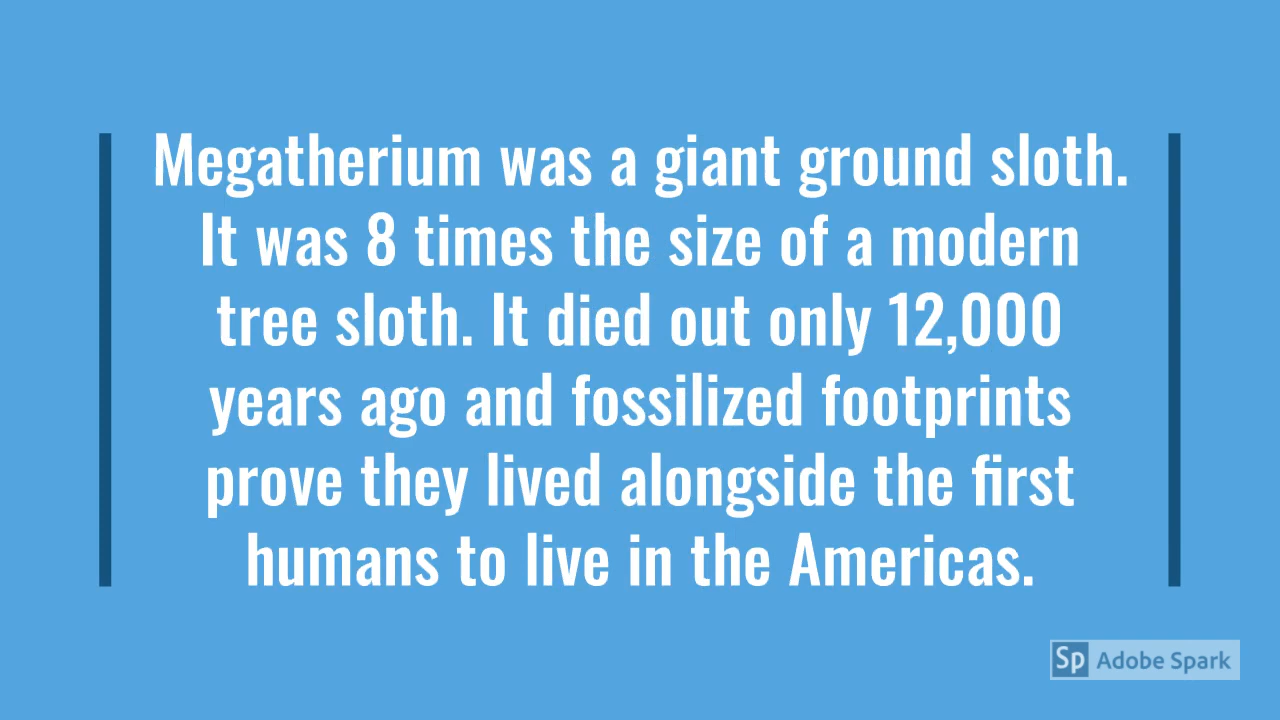 Megatherium was a giant ground sloth.
It was 8 times the size of a modern
tree sloth. It died out only 12,000
years ago and fossilized footprints
prove they lived alongside the first
humans to live in the Americas.
Sp Adobe Spark